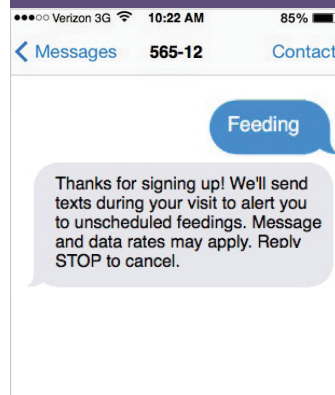 Verizon 3G 10:22 AM 85%
Messages 565-12 Contact
Feeding
Thanks for signing up! We'll send
texts during your visit to alert you
to unscheduled feedings. Message
and data rates may apply. Reply
STOP to cancel.